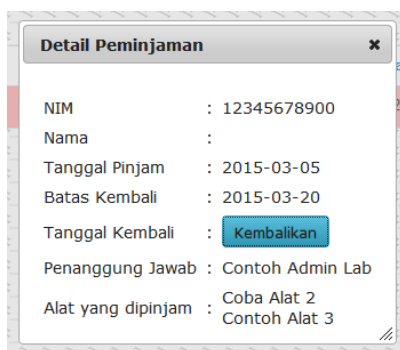 Detail Peminjaman
NIM : 12345678900
Nama :
Tanggal Pinjam : 2015-03-05
Batas Kembali : 2015-03-20
Tanggal Kembali : Kembalikan
Penanggung Jawab : Contoh Admin Lab
Alat yang dipinjam : Coba Alat 2
Contoh Alat 3